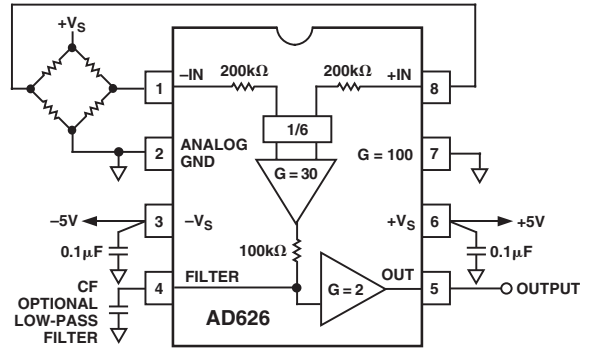 +VS
–IN
200kΩ
200kΩ
+IN
1
8
1/6
2
ANALOG
GND
G = 30
G = 100
7
–5V
3
–VS
+VS
6
+5V
0.1µF
100kΩ
0.1µF
CF
OPTIONAL
LOW-PASS
FILTER
4
FILTER
G = 2
OUT
5
OUTPUT
AD626